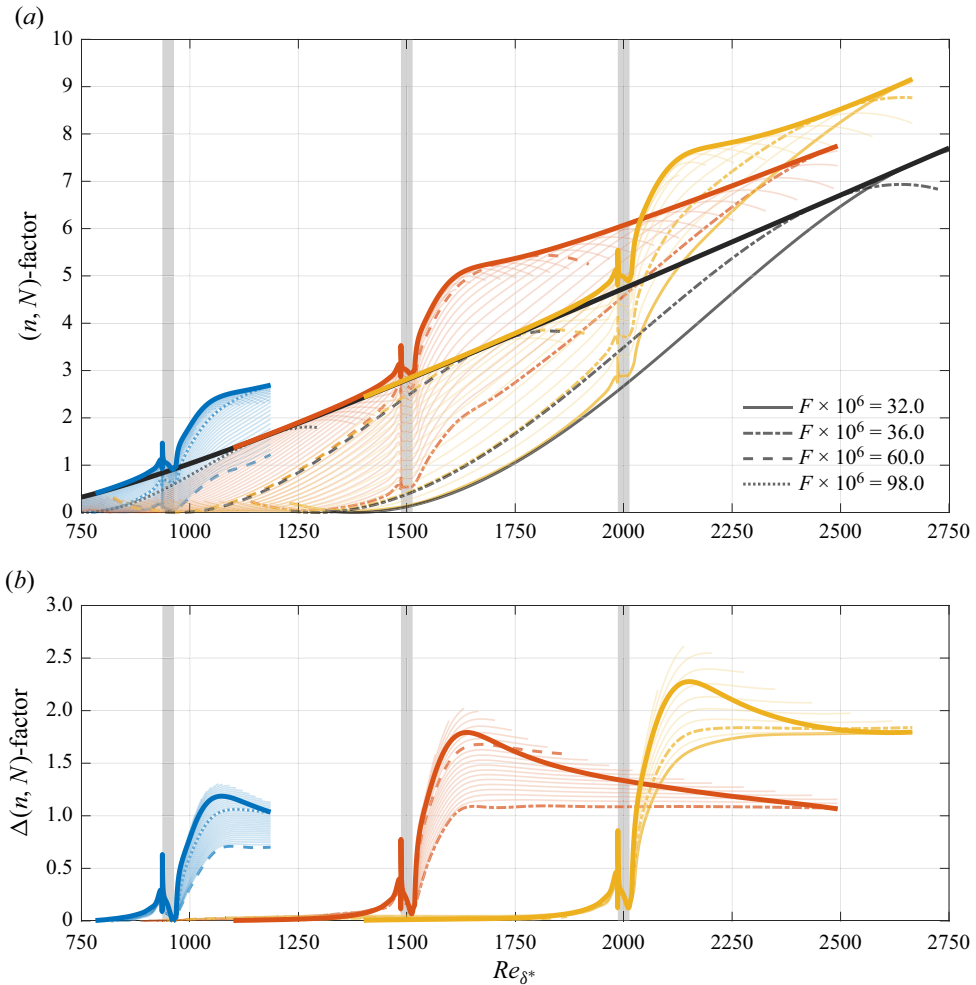 (a)
10
9
8
7
6
5
4
3
2
1
0
(n, N)-factor
F × 10⁶ = 32.0
F × 10⁶ = 36.0
F × 10⁶ = 60.0
F × 10⁶ = 98.0
750 1000 1250 1500 1750 2000 2250 2500 2750
(b)
3.0
2.5
2.0
1.5
1.0
0.5
0
Δ(n, N)-factor
750 1000 1250 1500 1750 2000 2250 2500 2750
Re_δ*